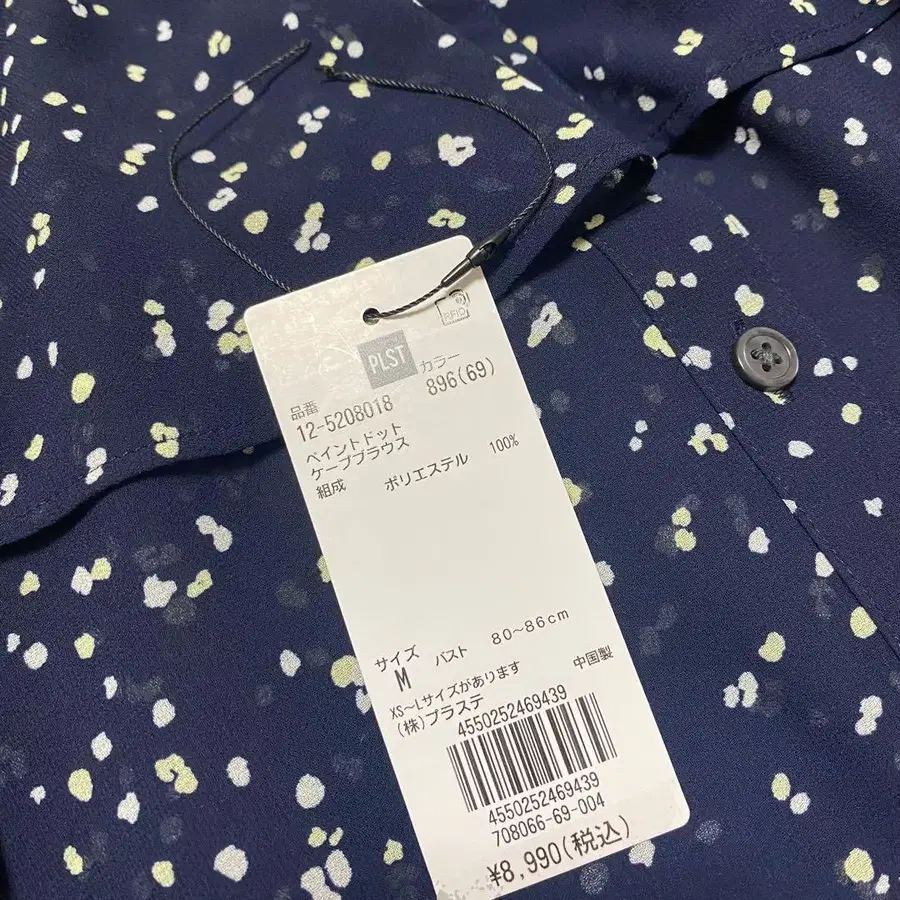 RFID
PLST
カラー
896(69)
品番
12-5208018
ペイントドット
ケープブラウス
組成 ポリエステル 100%
サイズ
M
バスト 80～86cm
XS～Lサイズがあります 中国製
(株)プラステ
4550252469439
4550252469439
708066-69-004
¥8,990(税込)